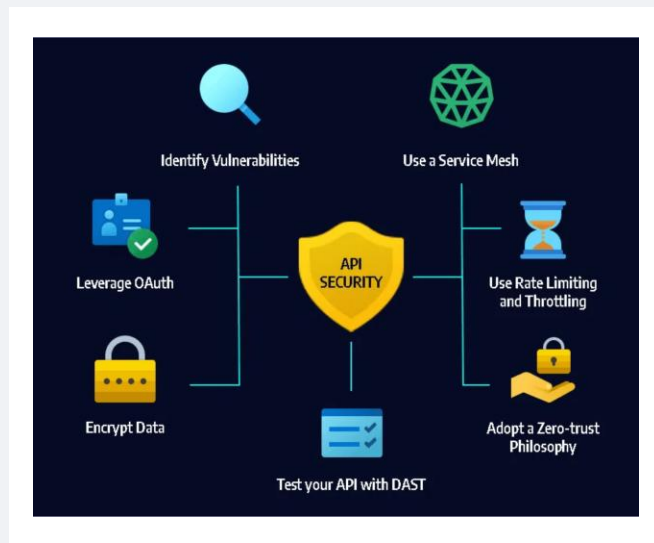 Identify Vulnerabilities
Use a Service Mesh
Leverage OAuth
API
SECURITY
Use Rate Limiting
and Throttling
Encrypt Data
Adopt a Zero-trust
Philosophy
Test your API with DAST